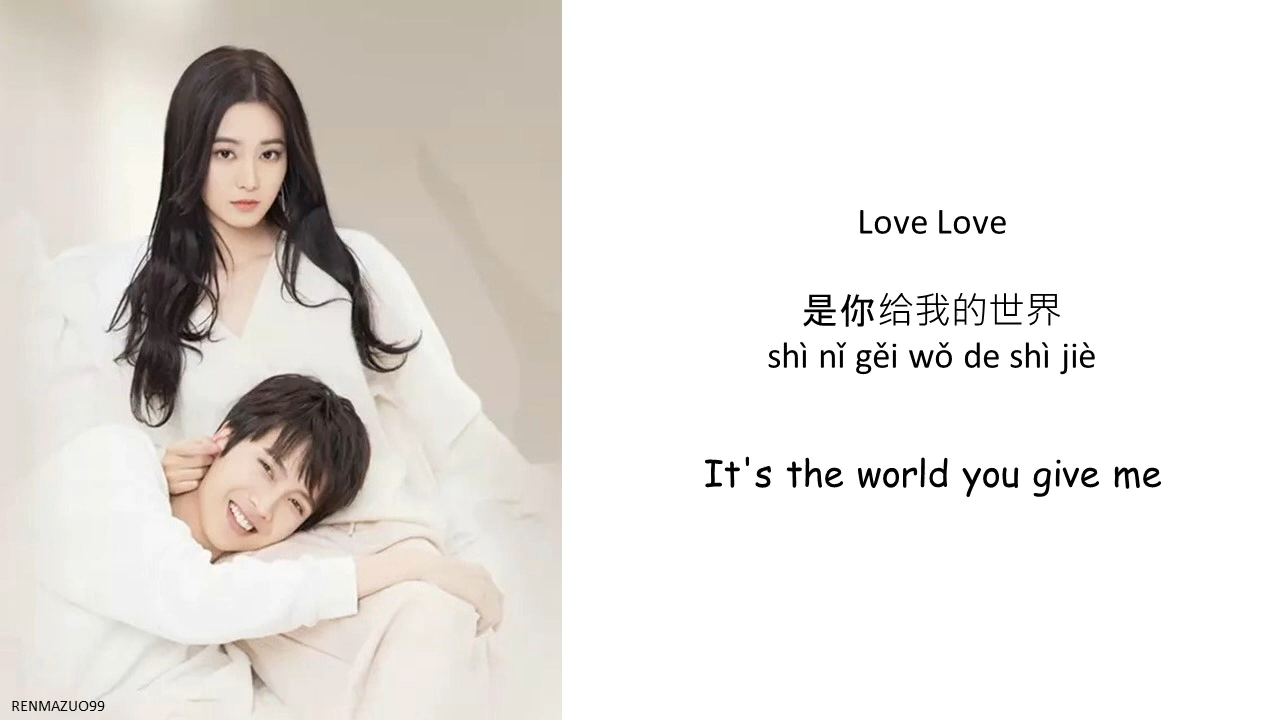 Love Love
是你给我的世界
shì nǐ gěi wǒ de shì jiè
It's the world you give me
RENMAZUO99